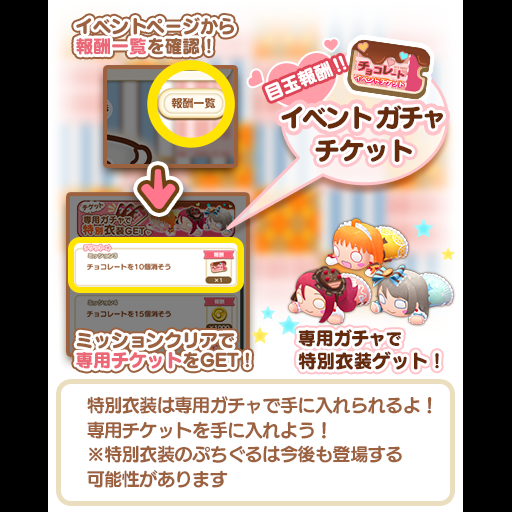 イベントページから
報酬一覧を確認！
報酬一覧
目玉報酬!!
チョコレート
イベントチケット
イベントガチャ
チケット
チケット
専用ガチャで
特別衣装GET♪
ミッション3
報酬
チョコレートを10個消そう
×1
ミッション4
報酬
チョコレートを15個消そう
×1000
ミッションクリアで
専用チケットをGET！
専用ガチャで
特別衣装ゲット！
特別衣装は専用ガチャで手に入れられるよ！
専用チケットを手に入れよう！
※特別衣装のぷちぐるは今後も登場する
可能性があります